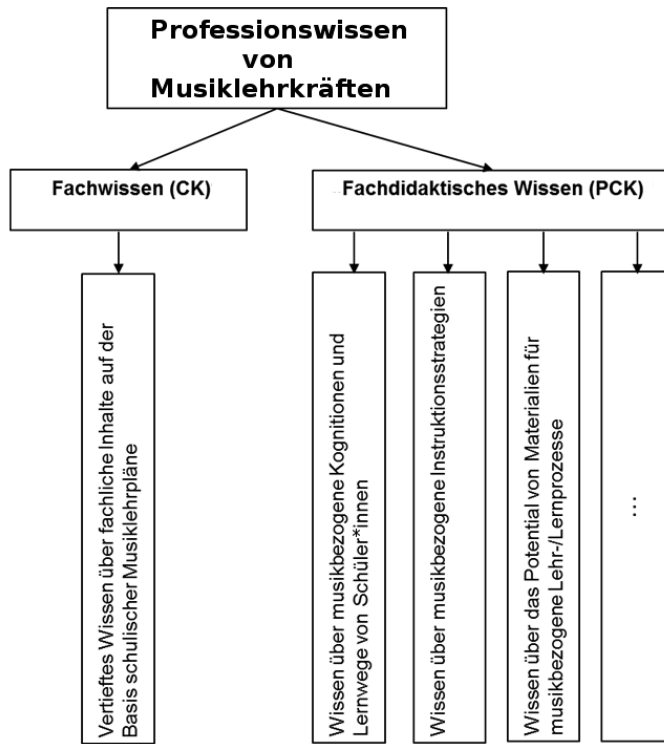 Professionswissen
von
Musiklehrkräften
Fachwissen (CK)
Fachdidaktisches Wissen (PCK)
Vertieftes Wissen über fachliche Inhalte auf der
Basis schulischer Musiklehrpläne
Wissen über musikbezogene Kognitionen und
Lernwege von Schüler*innen
Wissen über musikbezogene Instruktionsstrategien
Wissen über das Potential von Materialien für
musikbezogene Lehr-/Lernprozesse
...